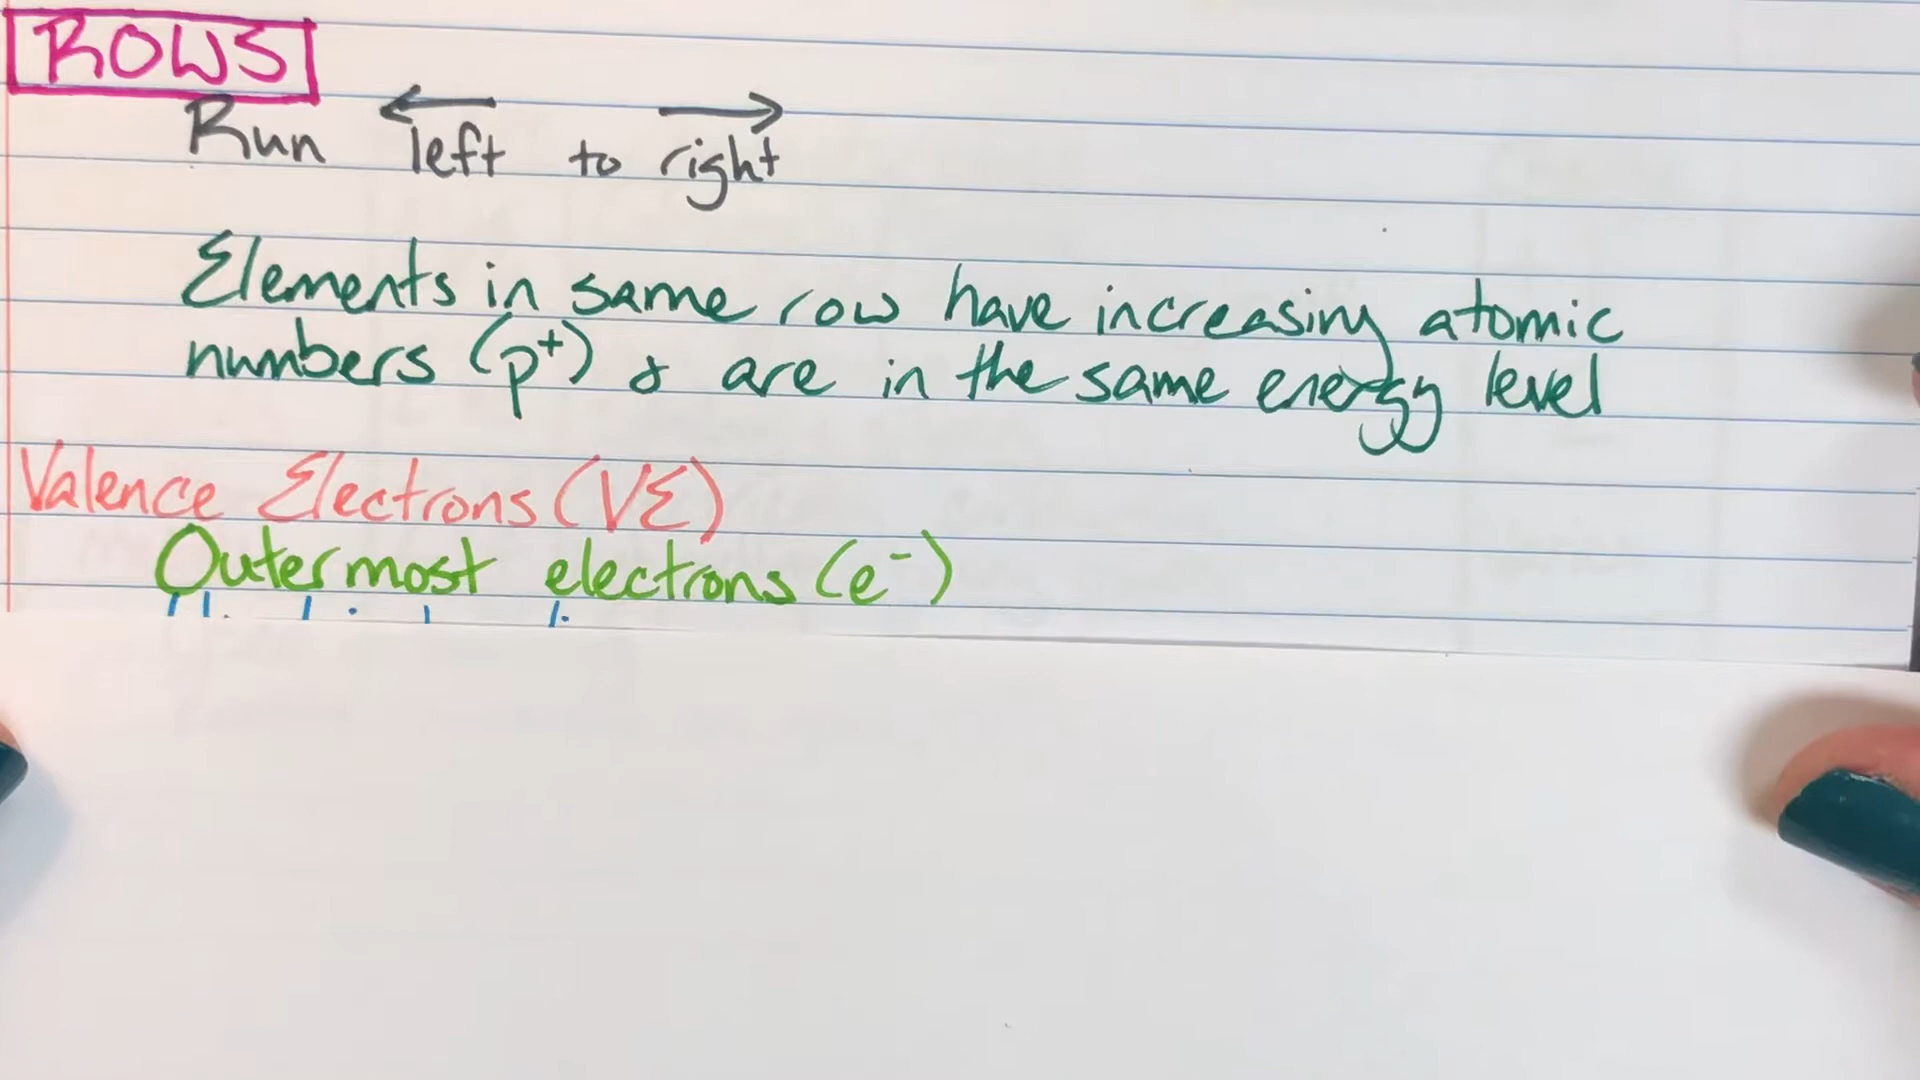 ROWS
Run left to right
Elements in same row have increasing atomic
numbers (p+) & are in the same energy level
Valence Electrons (VE)
Outermost electrons (e-)